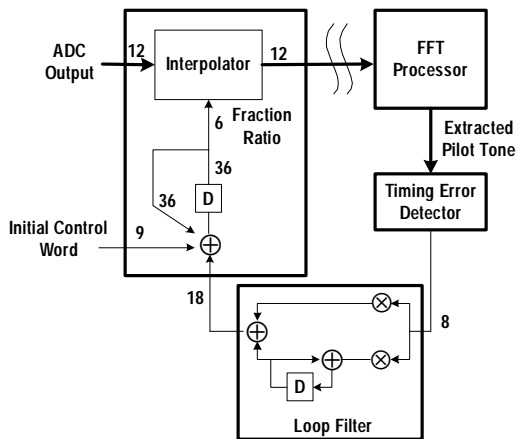 ADC
Output
12
Interpolator
12
FFT
Processor
6
Fraction
Ratio
Extracted
Pilot Tone
36
D
36
Timing Error
Detector
Initial Control
Word
9
18
8
D
Loop Filter